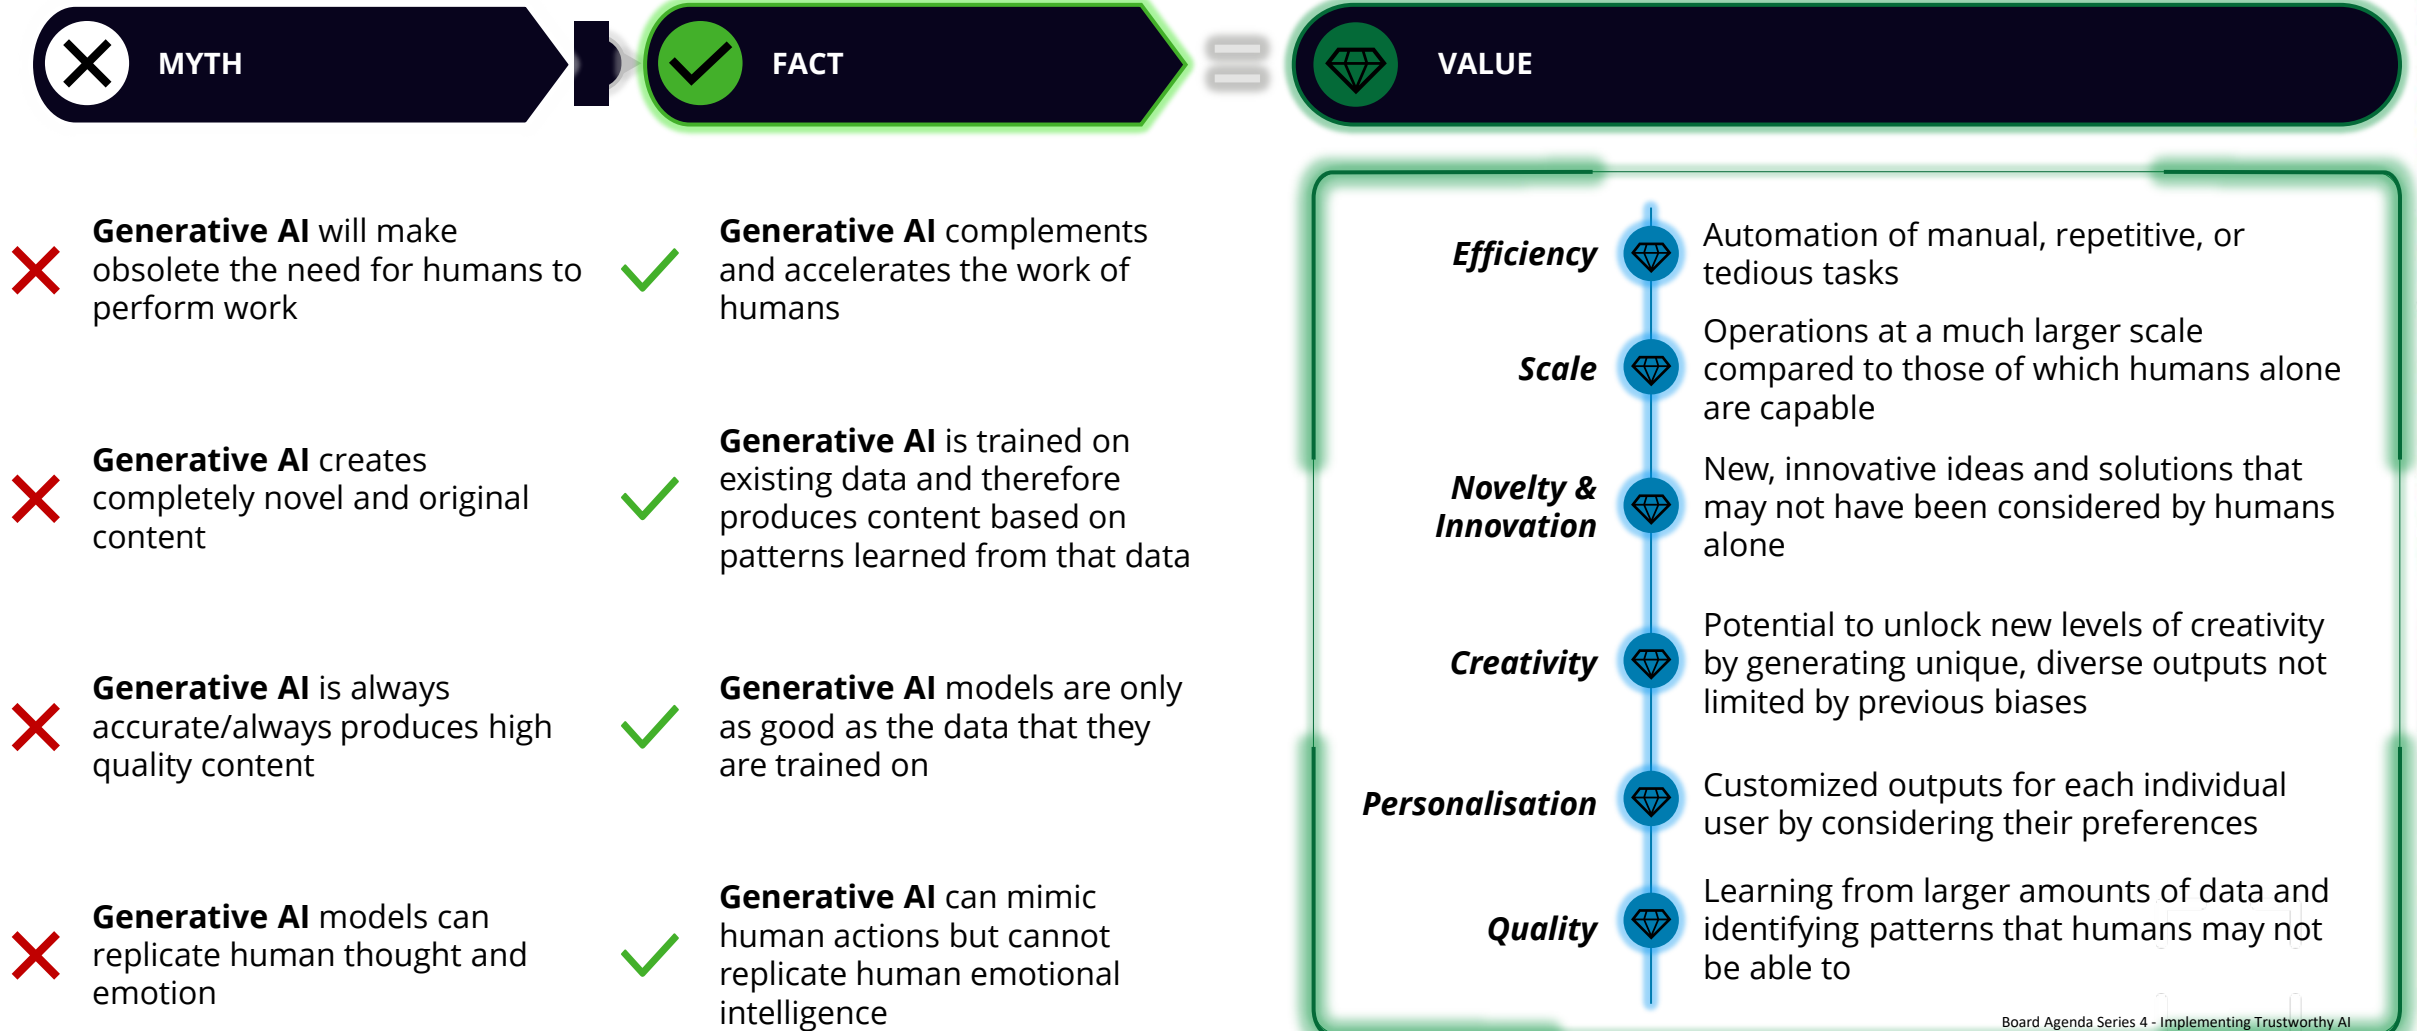 MYTH
FACT
VALUE
Generative AI will make
obsolete the need for humans to
perform work
Generative AI complements
and accelerates the work of
humans
Generative AI creates
completely novel and original
content
Generative AI is trained on
existing data and therefore
produces content based on
patterns learned from that data
Generative AI is always
accurate/always produces high
quality content
Generative AI models are only
as good as the data that they
are trained on
Generative AI models can
replicate human thought and
emotion
Generative AI can mimic
human actions but cannot
replicate human emotional
intelligence
Efficiency
Automation of manual, repetitive, or
tedious tasks
Scale
Operations at a much larger scale
compared to those of which humans alone
are capable
Novelty &
Innovation
New, innovative ideas and solutions that
may not have been considered by humans
alone
Creativity
Potential to unlock new levels of creativity
by generating unique, diverse outputs not
limited by previous biases
Personalisation
Customized outputs for each individual
user by considering their preferences
Quality
Learning from larger amounts of data and
identifying patterns that humans may not
be able to
Board Agenda Series 4 - Implementing Trustworthy AI